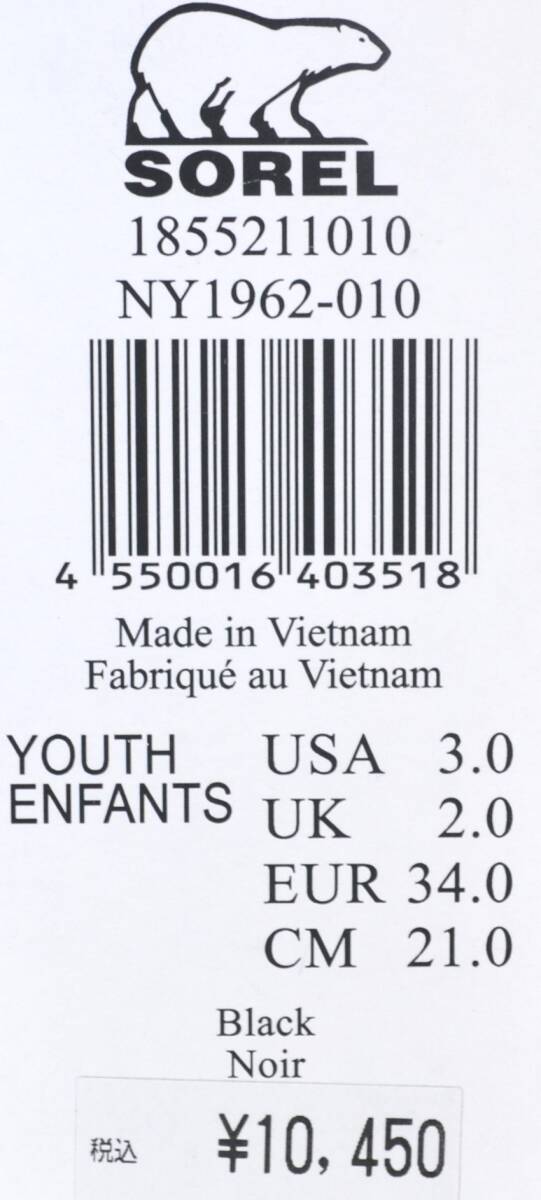 SOREL
1855211010
NY1962-010
4 550016 403518
Made in Vietnam
Fabriqué au Vietnam
YOUTH
ENFANTS
USA 3.0
UK 2.0
EUR 34.0
CM 21.0
Black
Noir
税込 ¥10,450